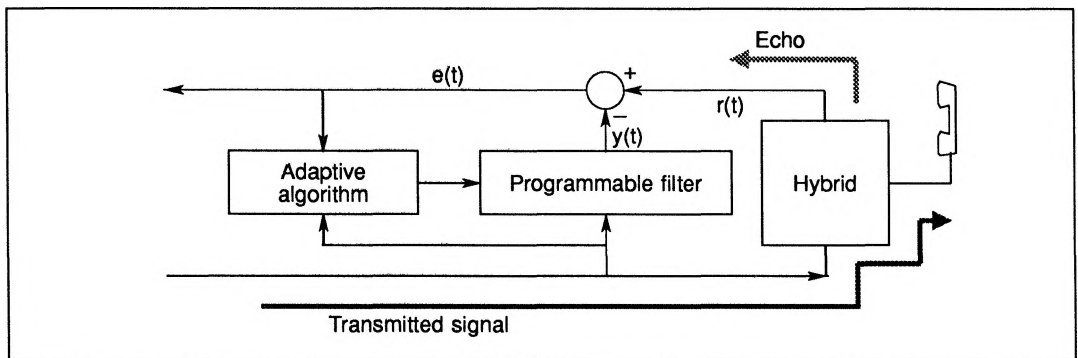 Echo
e(t)
+
r(t)
−
y(t)
Adaptive
algorithm
Programmable filter
Hybrid
Transmitted signal